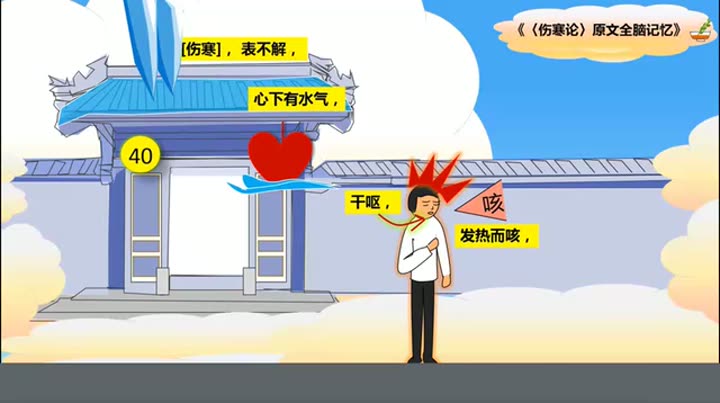 《〈伤寒论〉原文全脑记忆》
[伤寒]，表不解，
心下有水气，
40
干呕，
咳
发热而咳，